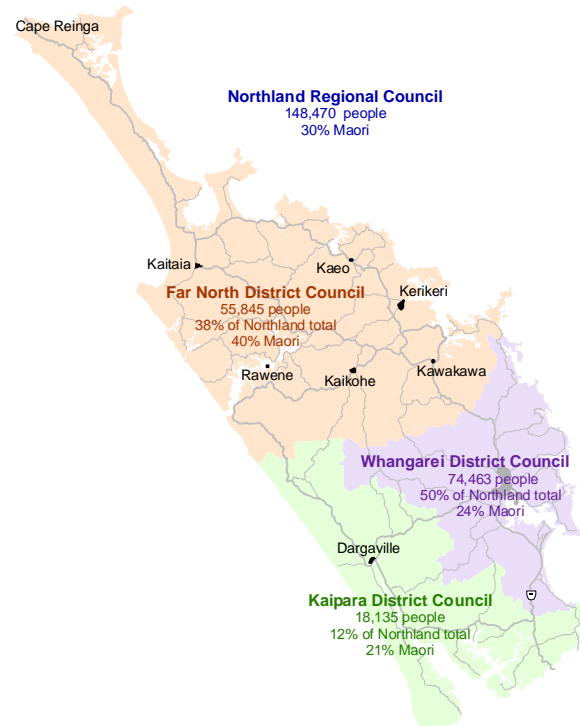 Cape Reinga
Northland Regional Council
148,470 people
30% Maori
Kaitaia
Kaeo
Far North District Council
55,845 people
38% of Northland total
40% Maori
Kerikeri
Rawene
Kaikohe
Kawakawa
Whangarei District Council
74,463 people
50% of Northland total
24% Maori
Dargaville
Kaipara District Council
18,135 people
12% of Northland total
21% Maori